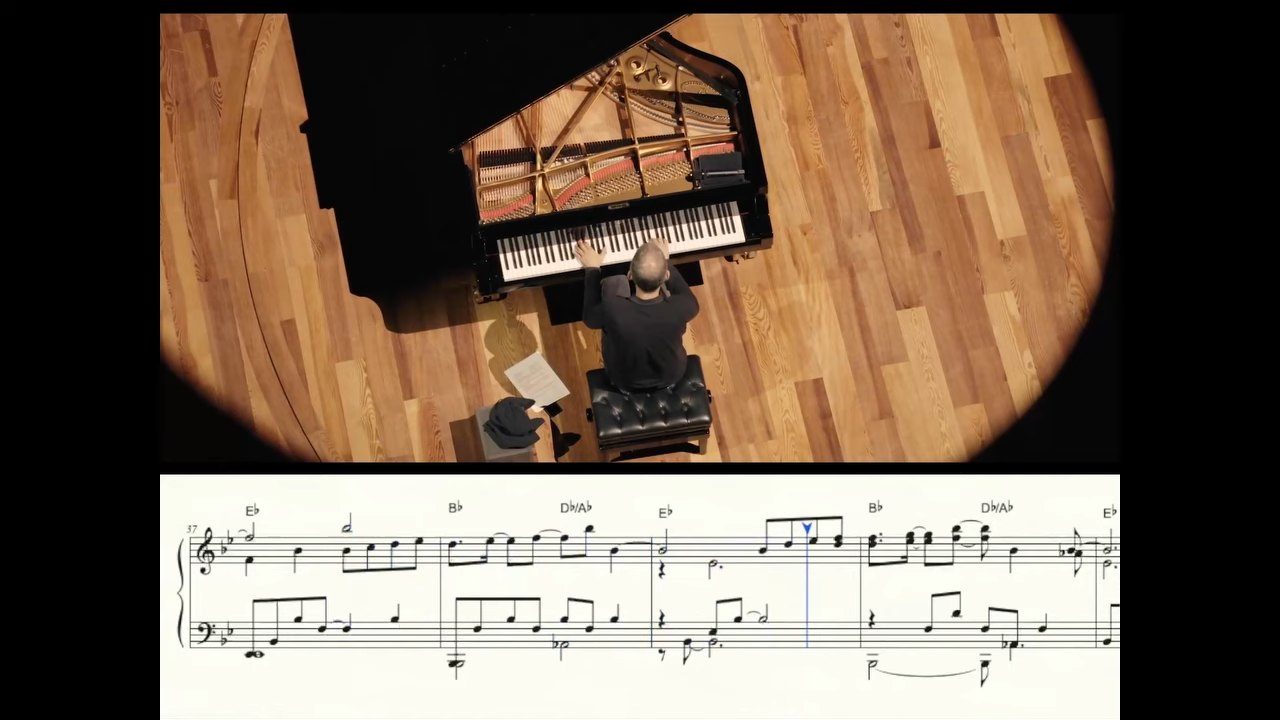 E♭ B♭ D♭/A♭ E♭ B♭ D♭/A♭ E♭
37